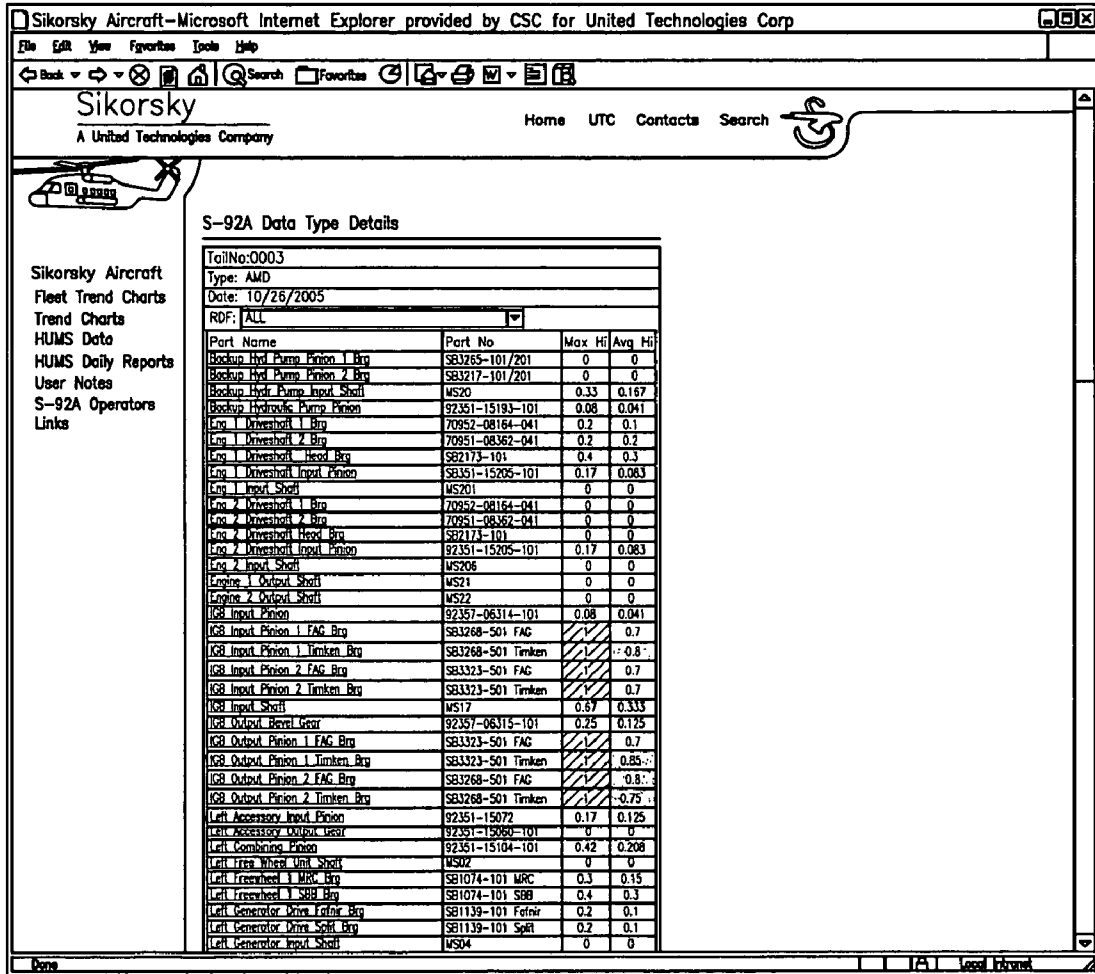 Sikorsky Aircraft-Microsoft Internet Explorer provided by CSC for United Technologies Corp
File Edit View Favorites Tools Help
Back Search Favorites W
Sikorsky
A United Technologies Company
Home UTC Contacts Search
S-92A Data Type Details
Sikorsky Aircraft
Fleet Trend Charts
Trend Charts
HUMS Data
HUMS Daily Reports
User Notes
S-92A Operators
Links
TailNo:0003
Type: AMD
Date: 10/26/2005
RDF: ALL
Part Name Part No Max Hi Avg Hi
Backup Hyd Pump Pinion 1 Brg SB3265-101/201 0 0
Backup Hyd Pump Pinion 2 Brg SB3217-101/201 0 0
Backup Hydr Pump Input Shaft MS20 0.33 0.167
Backup Hydraulic Pump Pinion 92351-15193-101 0.08 0.041
Eng 1 Driveshaft 1 Brg 70952-08164-041 0.2 0.1
Eng 1 Driveshaft 2 Brg 70951-08362-041 0.2 0.2
Eng 1 Driveshaft Head Brg SB2173-101 0.4 0.3
Eng 1 Driveshaft Input Pinion SB351-15205-101 0.17 0.083
Eng 1 Input Shaft MS201 0 0
Eng 2 Driveshaft 1 Brg 70952-08164-041 0 0
Eng 2 Driveshaft 2 Brg 70951-08362-041 0 0
Eng 2 Driveshaft Head Brg SB2173-101 0 0
Eng 2 Driveshaft Input Pinion 92351-15205-101 0.17 0.083
Eng 2 Input Shaft MS206 0 0
Engine 1 Output Shaft MS21 0 0
Engine 2 Output Shaft MS22 0 0
IGB Input Pinion 92357-06314-101 0.08 0.041
IGB Input Pinion 1 FAG Brg SB3268-501 FAG 1 0.7
IGB Input Pinion 1 Timken Brg SB3268-501 Timken 1 0.8
IGB Input Pinion 2 FAG Brg SB3323-501 FAG 1 0.7
IGB Input Pinion 2 Timken Brg SB3323-501 Timken 1 0.7
IGB Input Shaft MS17 0.67 0.333
IGB Output Bevel Gear 92357-06315-101 0.25 0.125
IGB Output Pinion 1 FAG Brg SB3323-501 FAG 1 0.7
IGB Output Pinion 1 Timken Brg SB3323-501 Timken 1 0.85
IGB Output Pinion 2 FAG Brg SB3268-501 FAG 1 0.8
IGB Output Pinion 2 Timken Brg SB3268-501 Timken 1 0.75
Left Accessory Input Pinion 92351-15072 0.17 0.125
Left Accessory Output Gear 92351-15060-101 0 0
Left Combining Pinion 92351-15104-101 0.42 0.208
Left Free Wheel Unit Shaft MS02 0 0
Left Freewheel 1 MRC Brg SB1074-101 MRC 0.3 0.15
Left Freewheel 1 SBB Brg SB1074-101 SBB 0.4 0.3
Left Generator Drive Fafnir Brg SB1139-101 Fafnir 0.2 0.1
Left Generator Drive Split Brg SB1139-101 Split 0.2 0.1
Left Generator Input Shaft MS04 0 0
Done Local Intranet